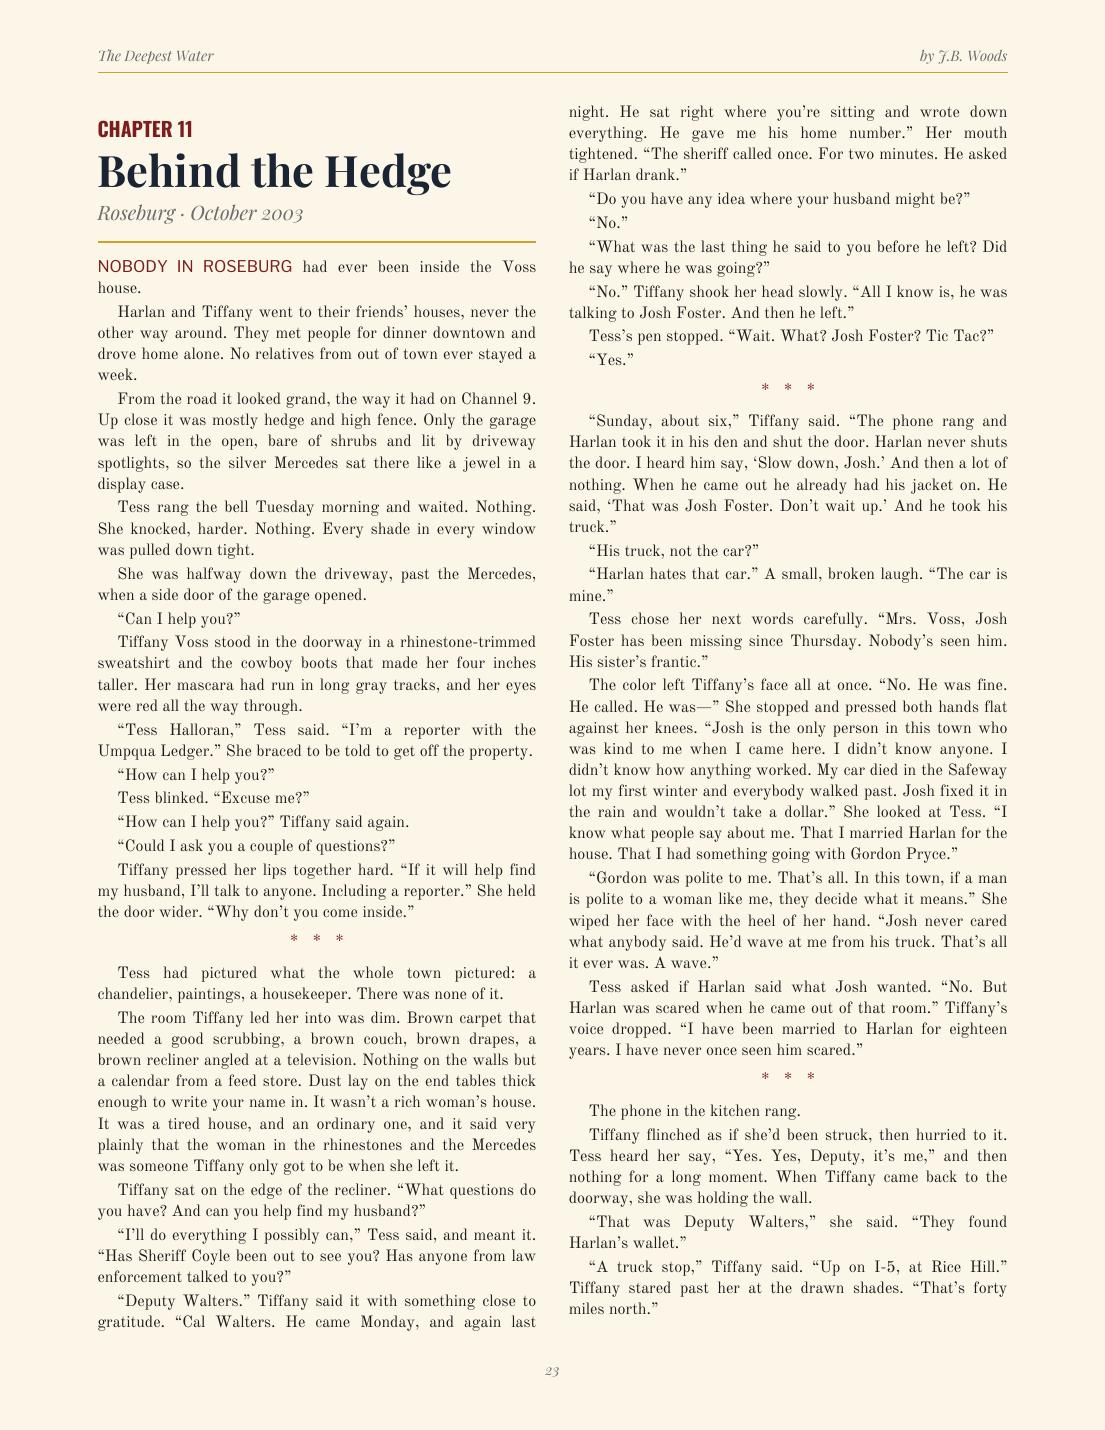 The Deepest Water
by J.B. Woods
CHAPTER 11
Behind the Hedge
Roseburg · October 2003
NOBODY IN ROSEBURG had ever been inside the Voss
house.
Harlan and Tiffany went to their friends’ houses, never the
other way around. They met people for dinner downtown and
drove home alone. No relatives from out of town ever stayed a
week.
From the road it looked grand, the way it had on Channel 9.
Up close it was mostly hedge and high fence. Only the garage
was left in the open, bare of shrubs and lit by driveway
spotlights, so the silver Mercedes sat there like a jewel in a
display case.
Tess rang the bell Tuesday morning and waited. Nothing.
She knocked, harder. Nothing. Every shade in every window
was pulled down tight.
She was halfway down the driveway, past the Mercedes,
when a side door of the garage opened.
“Can I help you?”
Tiffany Voss stood in the doorway in a rhinestone-trimmed
sweatshirt and the cowboy boots that made her four inches
taller. Her mascara had run in long gray tracks, and her eyes
were red all the way through.
“Tess Halloran,” Tess said. “I’m a reporter with the
Umpqua Ledger.” She braced to be told to get off the property.
“How can I help you?”
Tess blinked. “Excuse me?”
“How can I help you?” Tiffany said again.
“Could I ask you a couple of questions?”
Tiffany pressed her lips together hard. “If it will help find
my husband, I’ll talk to anyone. Including a reporter.” She held
the door wider. “Why don’t you come inside.”
* * *
Tess had pictured what the whole town pictured: a
chandelier, paintings, a housekeeper. There was none of it.
The room Tiffany led her into was dim. Brown carpet that
needed a good scrubbing, a brown couch, brown drapes, a
brown recliner angled at a television. Nothing on the walls but
a calendar from a feed store. Dust lay on the end tables thick
enough to write your name in. It wasn’t a rich woman’s house.
It was a tired house, and an ordinary one, and it said very
plainly that the woman in the rhinestones and the Mercedes
was someone Tiffany only got to be when she left it.
Tiffany sat on the edge of the recliner. “What questions do
you have? And can you help find my husband?”
“I’ll do everything I possibly can,” Tess said, and meant it.
“Has Sheriff Coyle been out to see you? Has anyone from law
enforcement talked to you?”
“Deputy Walters.” Tiffany said it with something close to
gratitude. “Cal Walters. He came Monday, and again last
night. He sat right where you’re sitting and wrote down
everything. He gave me his home number.” Her mouth
tightened. “The sheriff called once. For two minutes. He asked
if Harlan drank.”
“Do you have any idea where your husband might be?”
“No.”
“What was the last thing he said to you before he left? Did
he say where he was going?”
“No.” Tiffany shook her head slowly. “All I know is, he was
talking to Josh Foster. And then he left.”
Tess’s pen stopped. “Wait. What? Josh Foster? Tic Tac?”
“Yes.”
* * *
“Sunday, about six,” Tiffany said. “The phone rang and
Harlan took it in his den and shut the door. Harlan never shuts
the door. I heard him say, ‘Slow down, Josh.’ And then a lot of
nothing. When he came out he already had his jacket on. He
said, ‘That was Josh Foster. Don’t wait up.’ And he took his
truck.”
“His truck, not the car?”
“Harlan hates that car.” A small, broken laugh. “The car is
mine.”
Tess chose her next words carefully. “Mrs. Voss, Josh
Foster has been missing since Thursday. Nobody’s seen him.
His sister’s frantic.”
The color left Tiffany’s face all at once. “No. He was fine.
He called. He was—” She stopped and pressed both hands flat
against her knees. “Josh is the only person in this town who
was kind to me when I came here. I didn’t know anyone. I
didn’t know how anything worked. My car died in the Safeway
lot my first winter and everybody walked past. Josh fixed it in
the rain and wouldn’t take a dollar.” She looked at Tess. “I
know what people say about me. That I married Harlan for the
house. That I had something going with Gordon Pryce.”
“Gordon was polite to me. That’s all. In this town, if a man
is polite to a woman like me, they decide what it means.” She
wiped her face with the heel of her hand. “Josh never cared
what anybody said. He’d wave at me from his truck. That’s all
it ever was. A wave.”
Tess asked if Harlan said what Josh wanted. “No. But
Harlan was scared when he came out of that room.” Tiffany’s
voice dropped. “I have been married to Harlan for eighteen
years. I have never once seen him scared.”
* * *
The phone in the kitchen rang.
Tiffany flinched as if she’d been struck, then hurried to it.
Tess heard her say, “Yes. Yes, Deputy, it’s me,” and then
nothing for a long moment. When Tiffany came back to the
doorway, she was holding the wall.
“That was Deputy Walters,” she said. “They found
Harlan’s wallet.”
“A truck stop,” Tiffany said. “Up on I-5, at Rice Hill.”
Tiffany stared past her at the drawn shades. “That’s forty
miles north.”
23